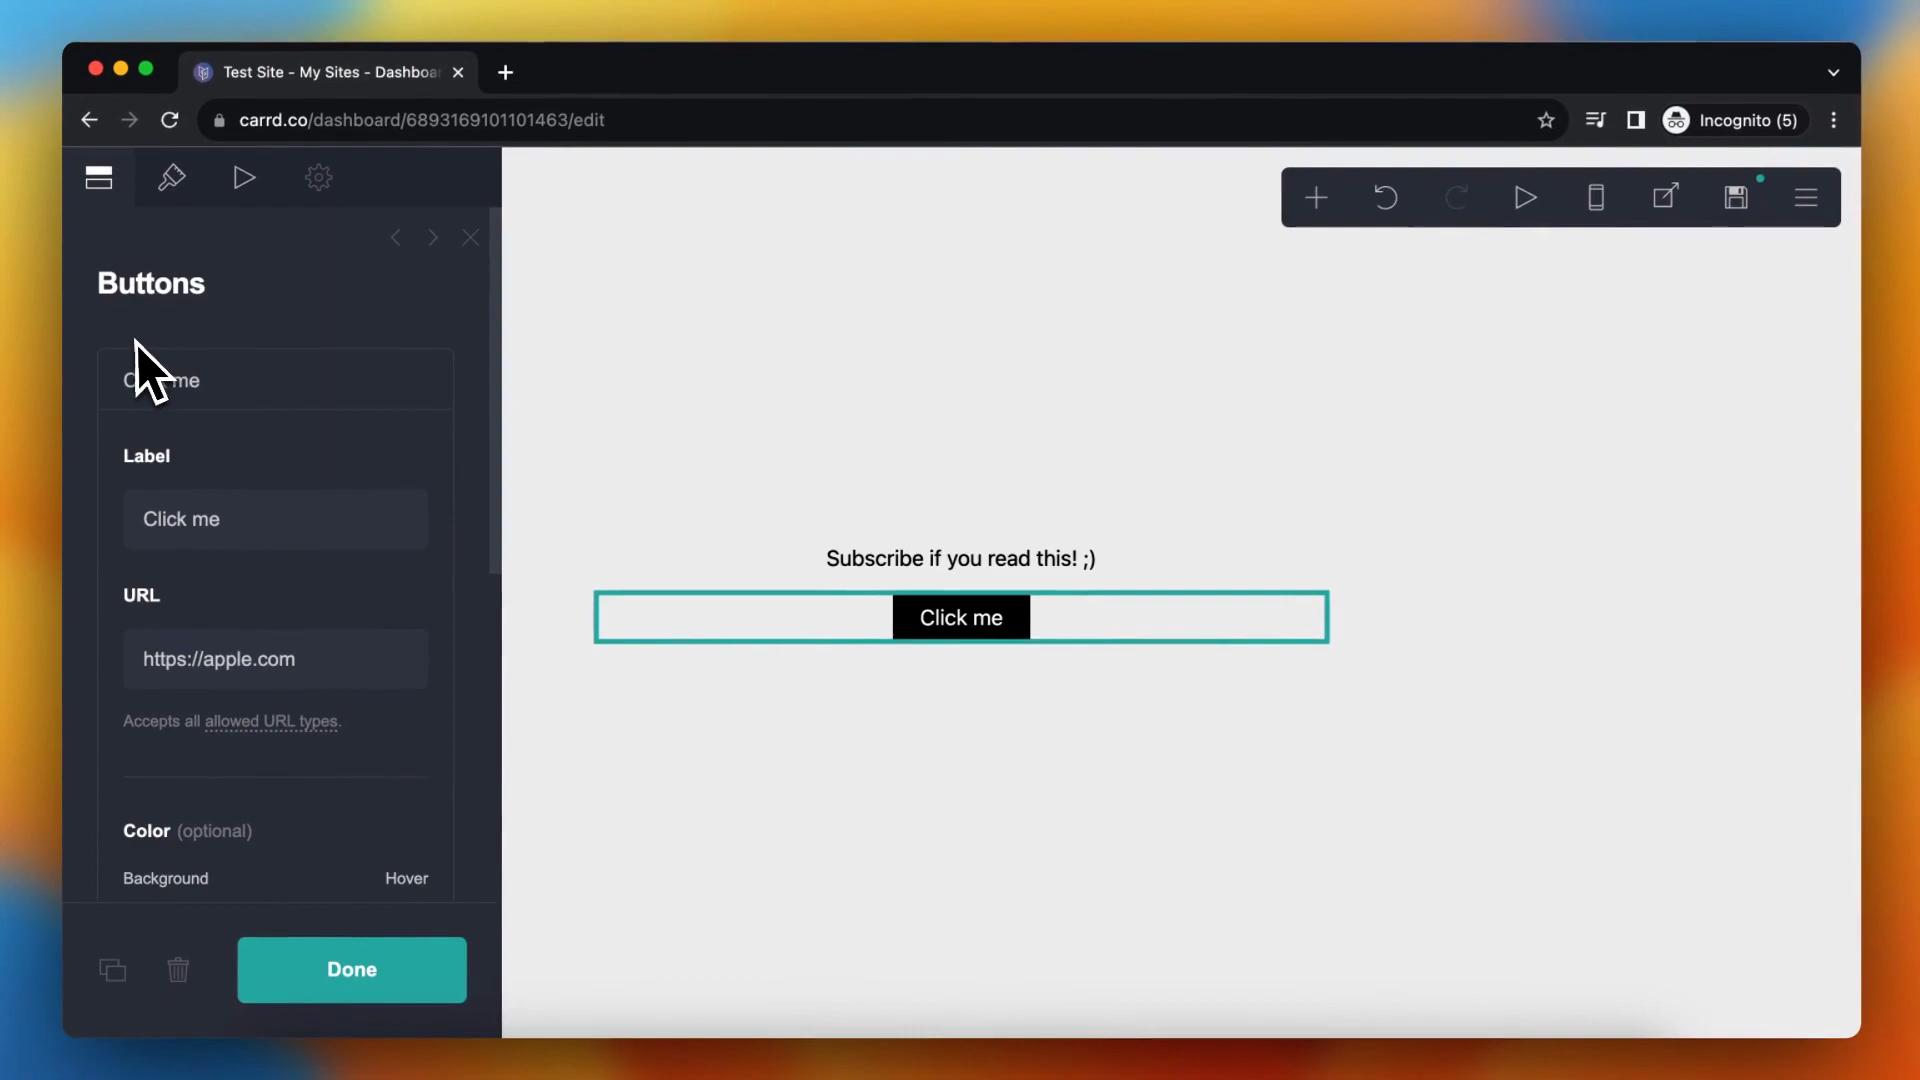 Test Site - My Sites - Dashboar
carrd.co/dashboard/6893169101101463/edit
Incognito (5)
Buttons
me
Label
Click me
URL
https://apple.com
Accepts all allowed URL types.
Color (optional)
Background Hover
Done
Subscribe if you read this! ;)
Click me